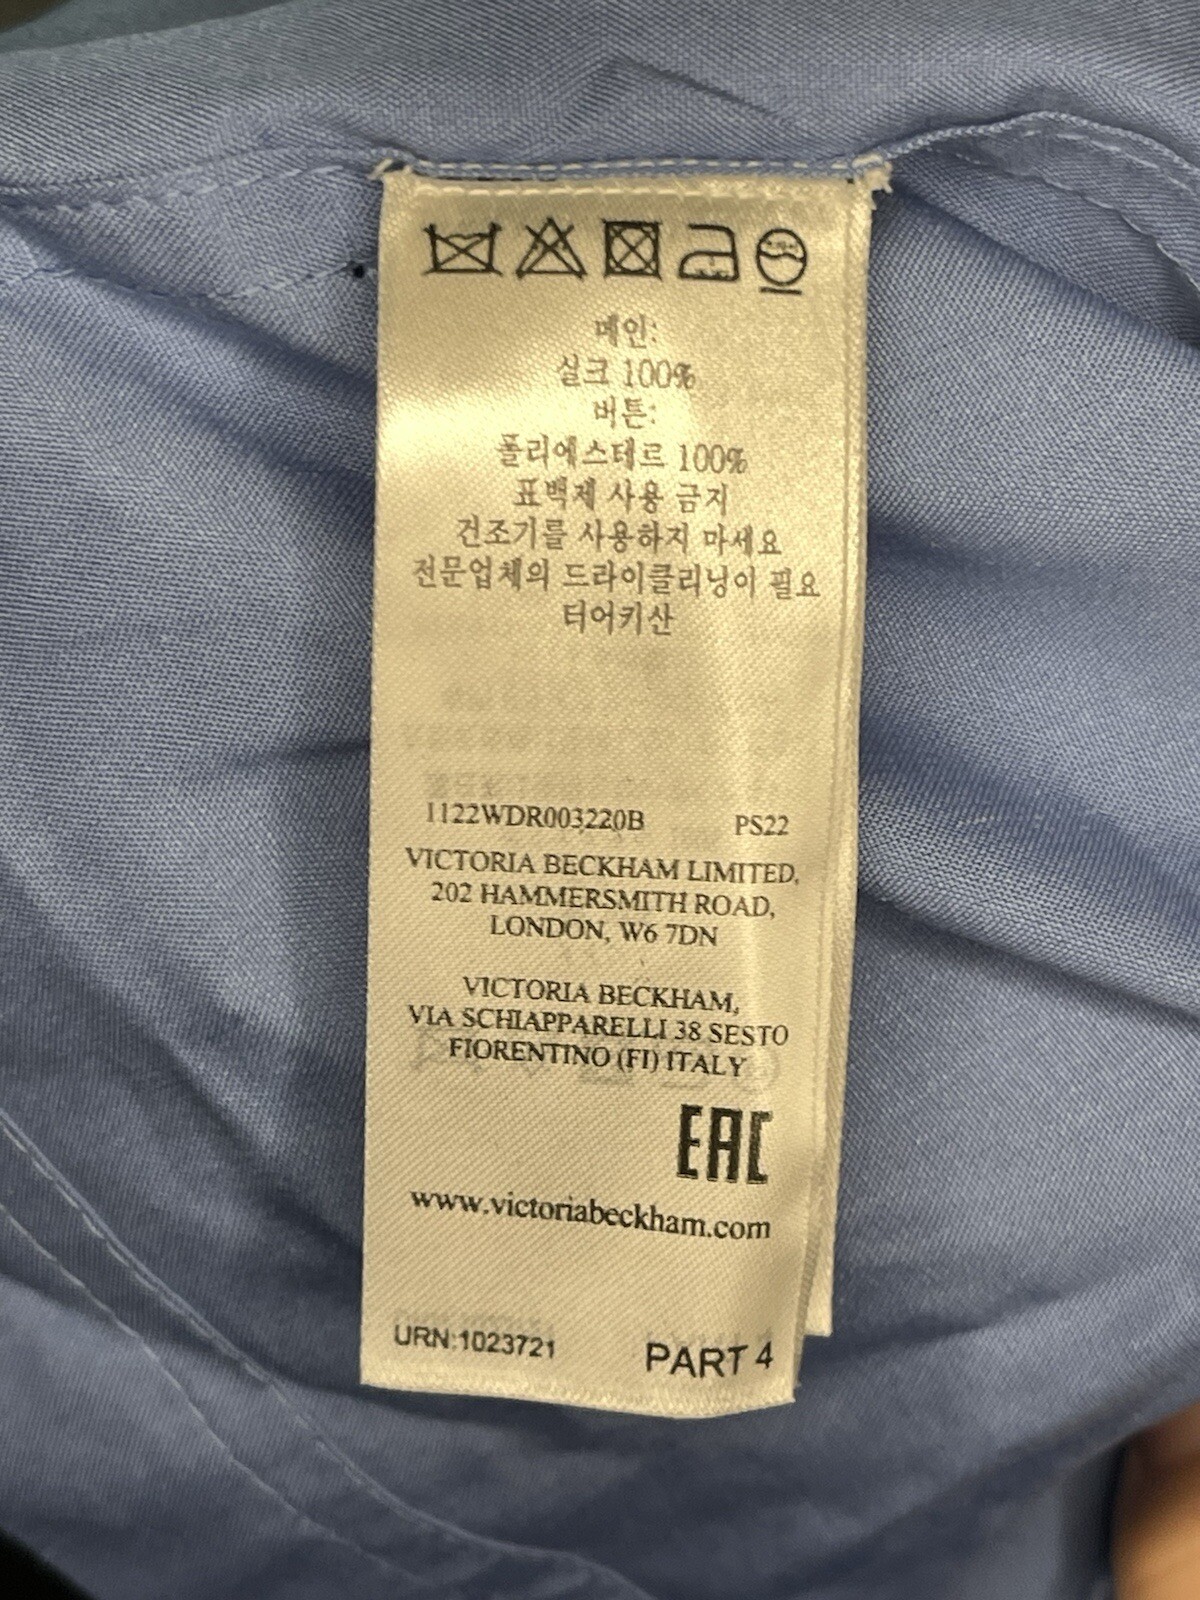 메인:
실크 100%
버튼:
폴리에스테르 100%
표백제 사용 금지
건조기를 사용하지 마세요
전문업체의 드라이클리닝이 필요
터어키산
1122WDR003220B PS22
VICTORIA BECKHAM LIMITED,
202 HAMMERSMITH ROAD,
LONDON, W6 7DN
VICTORIA BECKHAM,
VIA SCHIAPPARELLI 38 SESTO
FIORENTINO (FI) ITALY
EAC
www.victoriabeckham.com
URN:1023721 PART 4